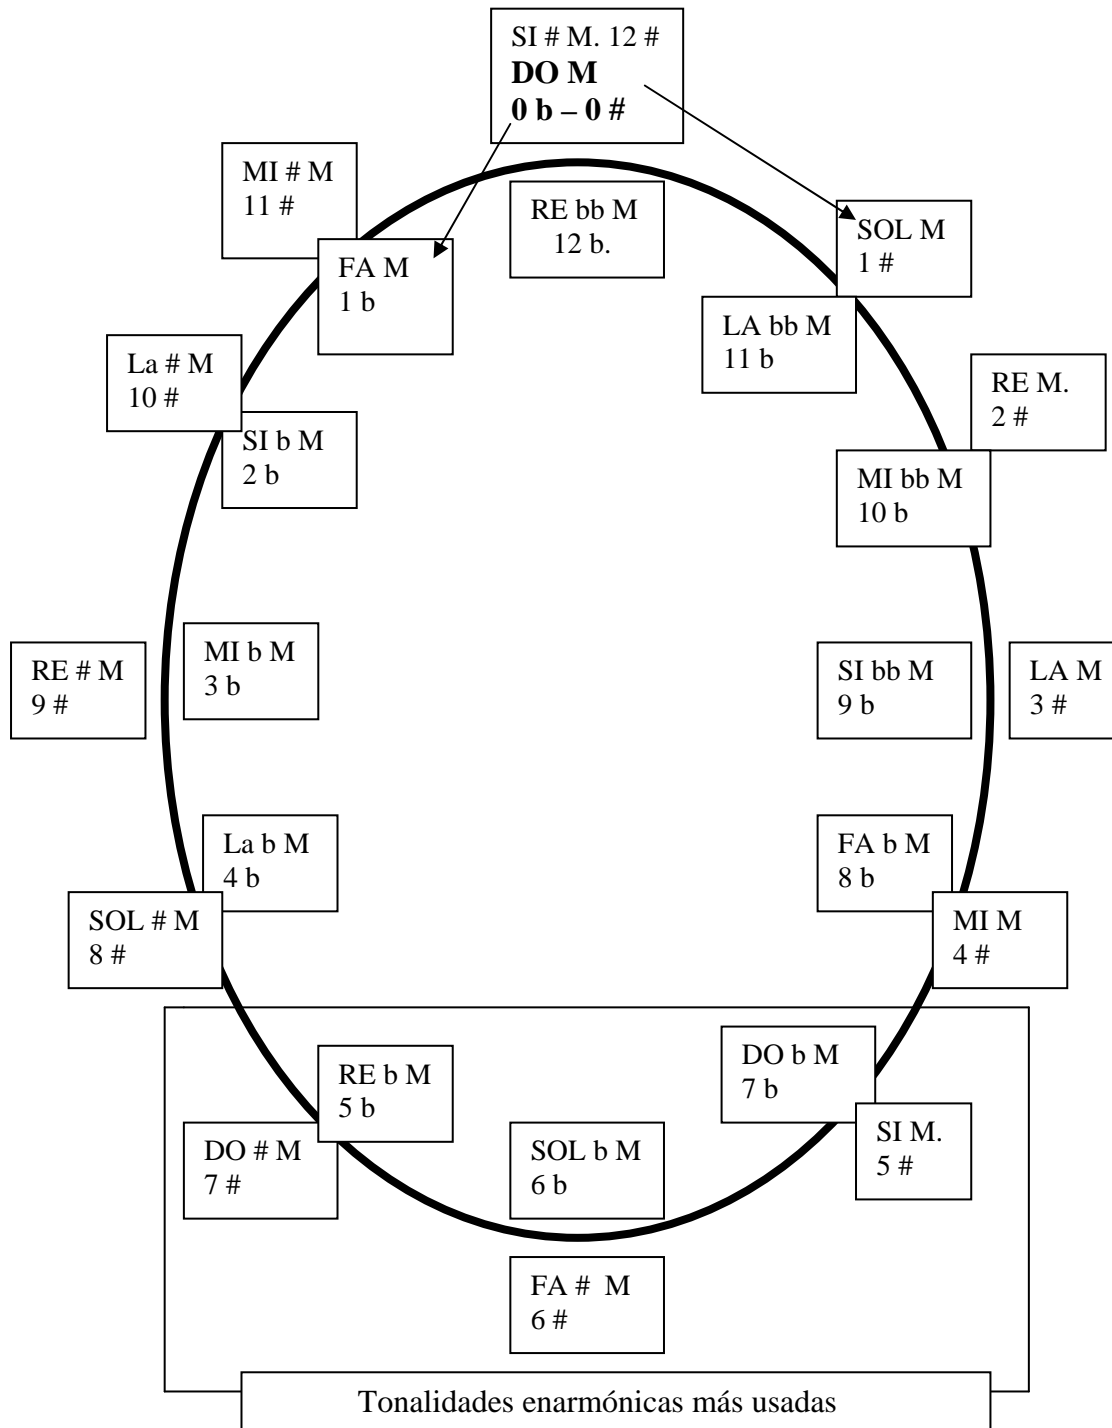 SI # M. 12 #
DO M
0 b – 0 #
MI # M
11 #
RE bb M
12 b.
SOL M
1 #
FA M
1 b
LA bb M
11 b
La # M
10 #
RE M.
2 #
SI b M
2 b
MI bb M
10 b
RE # M
9 #
MI b M
3 b
SI bb M
9 b
LA M
3 #
La b M
4 b
FA b M
8 b
SOL # M
8 #
MI M
4 #
RE b M
5 b
DO b M
7 b
DO # M
7 #
SOL b M
6 b
SI M.
5 #
FA # M
6 #
Tonalidades enarmónicas más usadas